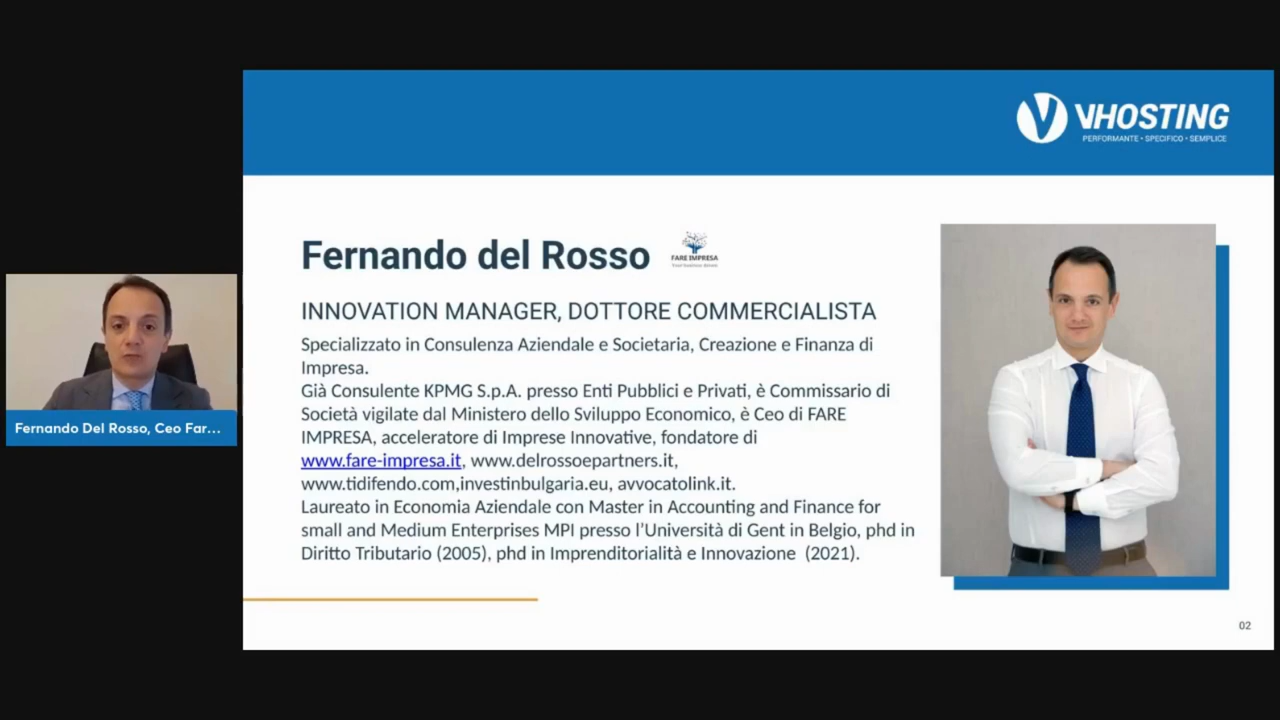 VHOSTING
PERFORMANTE • SPECIFICO • SEMPLICE
Fernando del Rosso
FARE IMPRESA
INNOVATION MANAGER, DOTTORE COMMERCIALISTA
Specializzato in Consulenza Aziendale e Societaria, Creazione e Finanza di
Impresa.
Già Consulente KPMG S.p.A. presso Enti Pubblici e Privati, è Commissario di
Società vigilate dal Ministero dello Sviluppo Economico, è Ceo di FARE
IMPRESA, acceleratore di Imprese Innovative, fondatore di
www.fare-impresa.it, www.delrossoepartners.it,
www.tidifendo.com,investinbulgaria.eu, avvocatolink.it.
Laureato in Economia Aziendale con Master in Accounting and Finance for
small and Medium Enterprises MPI presso l'Università di Gent in Belgio, phd in
Diritto Tributario (2005), phd in Imprenditorialità e Innovazione (2021).
Fernando Del Rosso, Ceo Far...
02